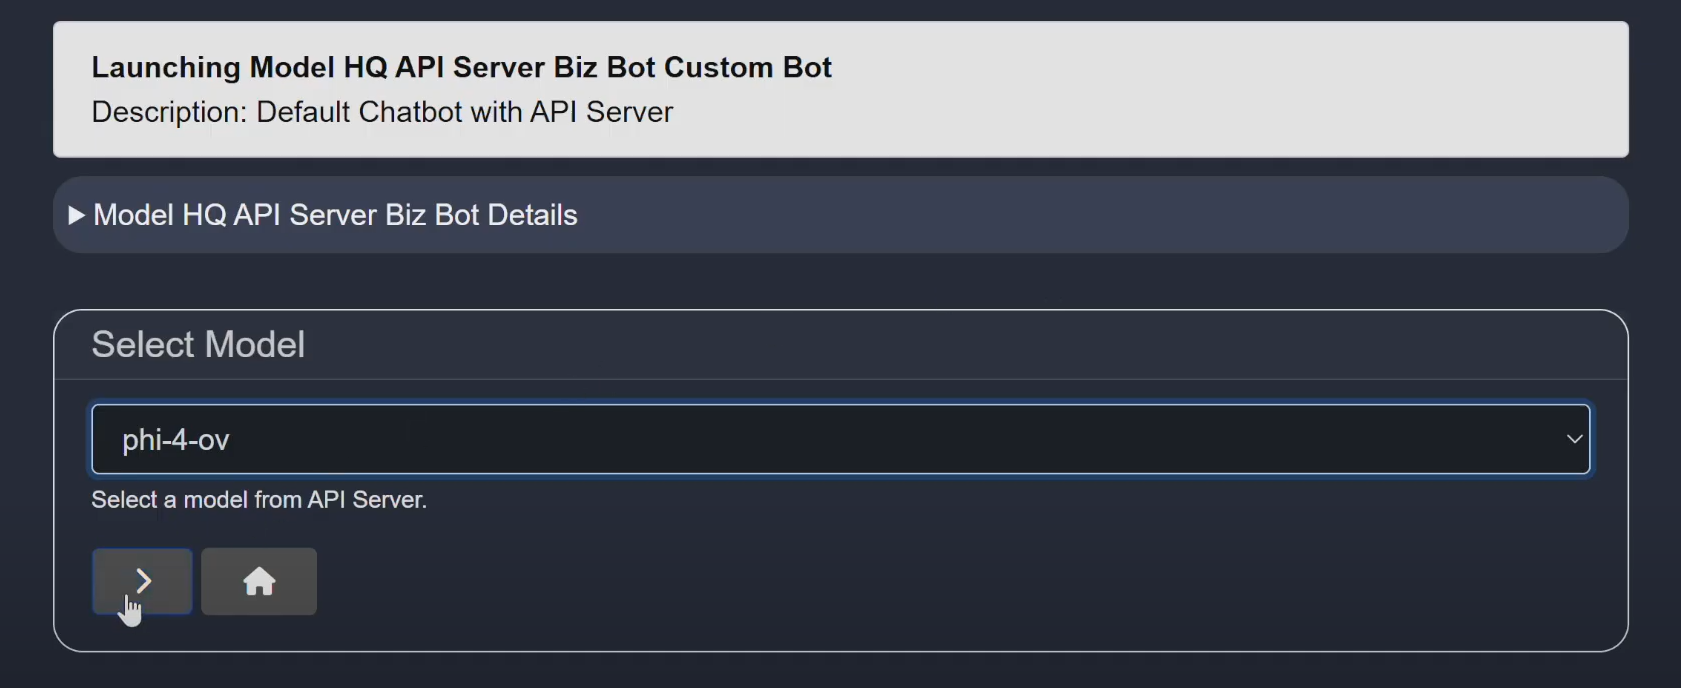 Launching Model HQ API Server Biz Bot Custom Bot
Description: Default Chatbot with API Server
Model HQ API Server Biz Bot Details
Select Model
phi-4-ov
Select a model from API Server.